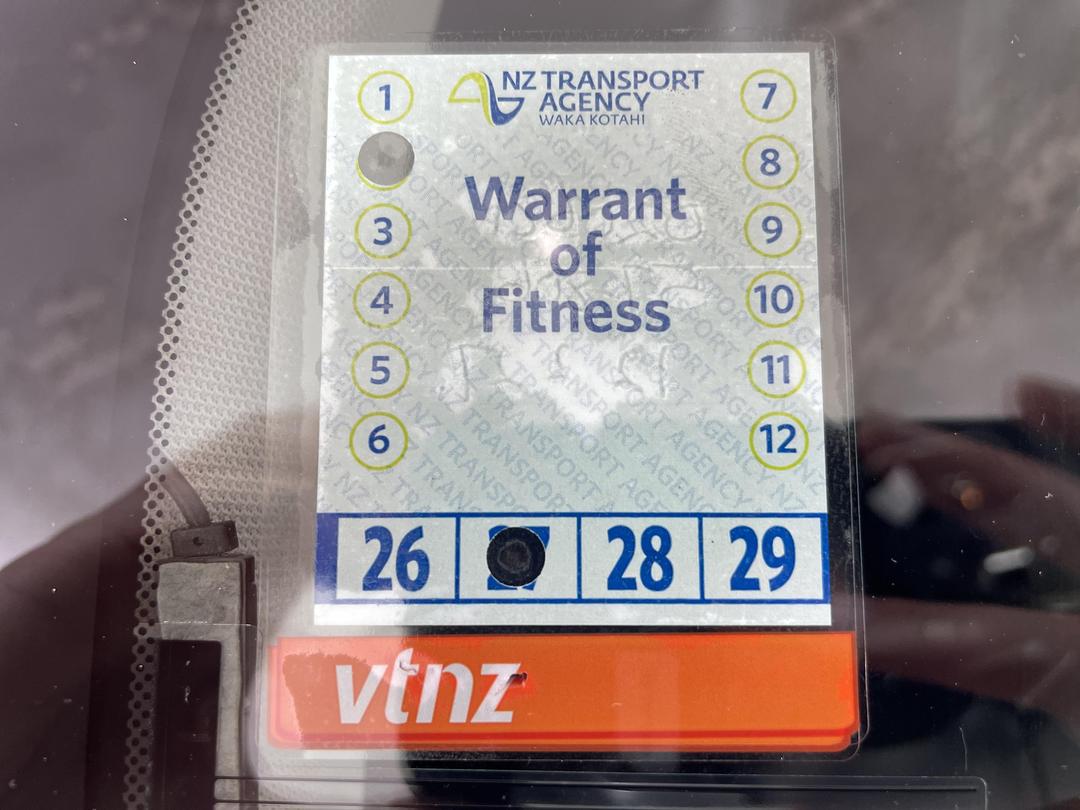 NZ TRANSPORT
AGENCY
WAKA KOTAHI
Warrant
of
Fitness
1
3
4
5
6
7
8
9
10
11
12
26 28 29
vtnz